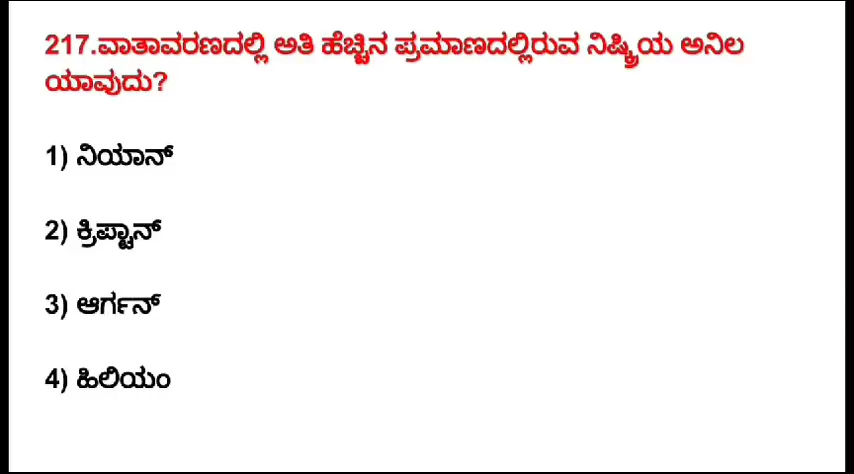 217.ವಾತಾವರಣದಲ್ಲಿ ಅತಿ ಹೆಚ್ಚಿನ ಪ್ರಮಾಣದಲ್ಲಿರುವ ನಿಷ್ಕ್ರಿಯ ಅನಿಲ
ಯಾವುದು?
1) ನಿಯಾನ್
2) ಕ್ರಿಪ್ಟಾನ್
3) ಆರ್ಗನ್
4) ಹಿಲಿಯಂ